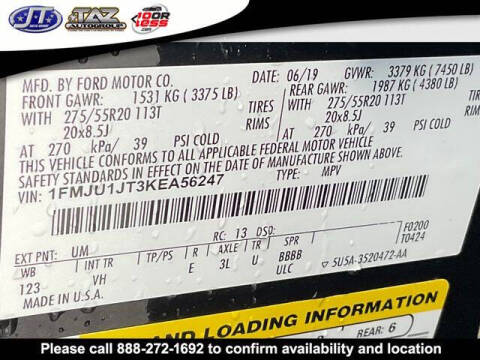 JT's TAZ AUTOGROUP 100R LESS
MFD. BY FORD MOTOR CO.
DATE: 06/19 GVWR: 3379 KG ( 7450 LB)
FRONT GAWR: 1531 KG ( 3375 LB) REAR GAWR: 1987 KG ( 4380 LB)
WITH 275/55R20 113T TIRES WITH 275/55R20 113T
20x8.5J RIMS 20x8.5J
AT 270 kPa/ 39 PSI COLD AT 270 kPa/ 39 PSI COLD
THIS VEHICLE CONFORMS TO ALL APPLICABLE FEDERAL MOTOR VEHICLE
SAFETY STANDARDS IN EFFECT ON THE DATE OF MANUFACTURE SHOWN ABOVE.
VIN: 1FMJU1JT3KEA56247 TYPE: MPV
F0200
T0424
EXT PNT: UM RC: 13 DSO:
WB INT TR TP/PS R AXLE TR SPR
123 VH E 3L U BBBB
MADE IN U.S.A. ULC 5U5A-3520472-AA
AND LOADING INFORMATION
REAR: 6
Please call 888-272-1692 to confirm availability and location